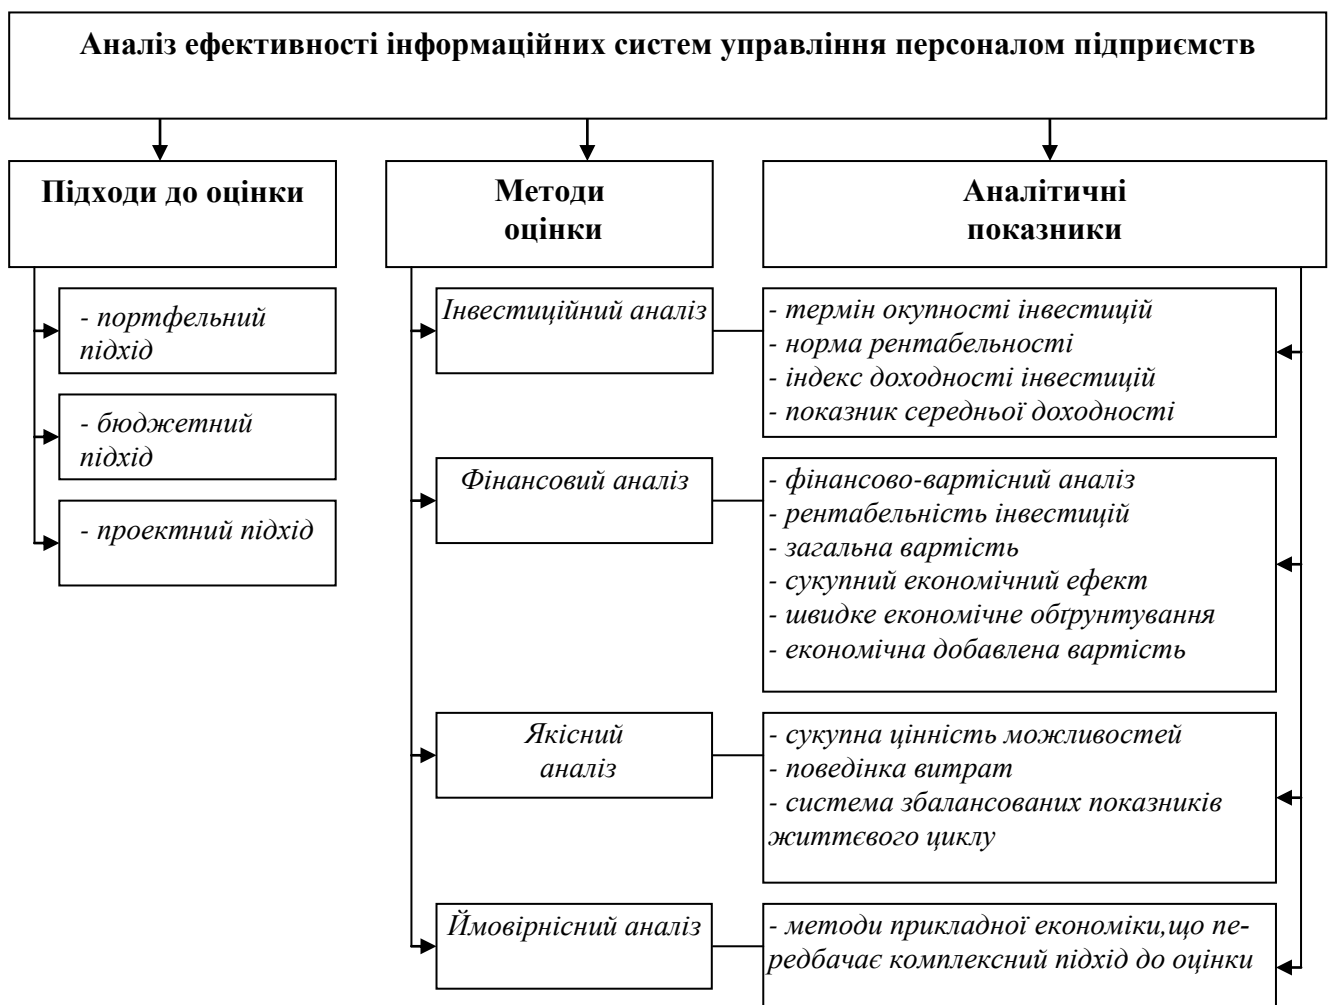 Аналіз ефективності інформаційних систем управління персоналом підприємств
Підходи до оцінки
- портфельний
підхід
- бюджетний
підхід
- проектний підхід
Методи
оцінки
Аналітичні
показники
Інвестиційний аналіз
- термін окупності інвестицій
- норма рентабельності
- індекс доходності інвестицій
- показник середньої доходності
Фінансовий аналіз
- фінансово-вартісний аналіз
- рентабельність інвестицій
- загальна вартість
- сукупний економічний ефект
- швидке економічне обґрунтування
- економічна добавлена вартість
Якісний
аналіз
- сукупна цінність можливостей
- поведінка витрат
- система збалансованих показників
життєвого циклу
Ймовірнісний аналіз
- методи прикладної економіки,що пе-
редбачає комплексний підхід до оцінки